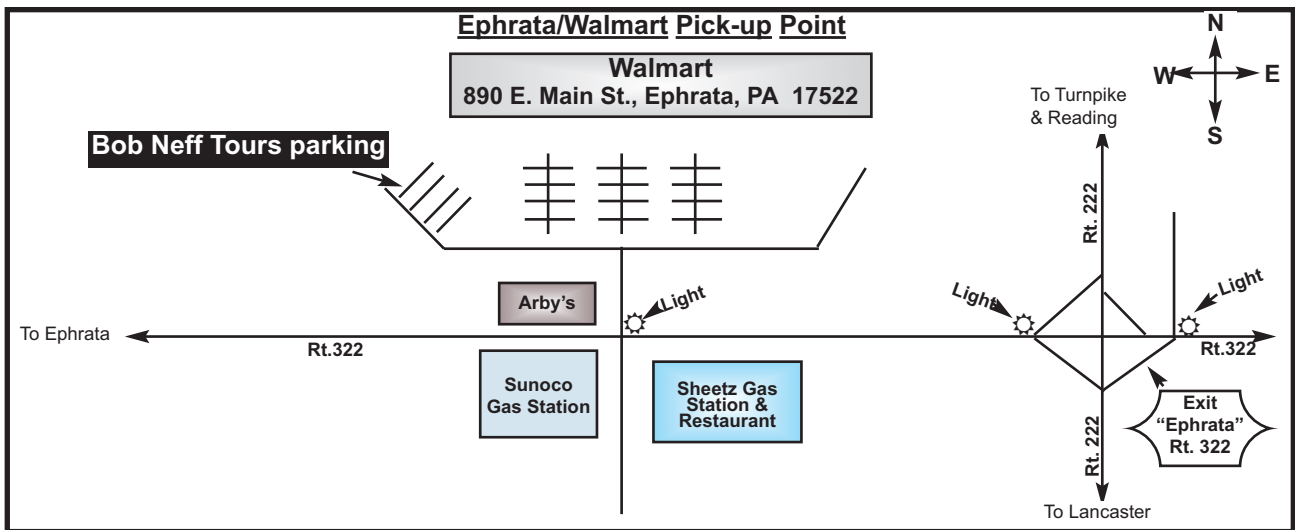 Ephrata/Walmart Pick-up Point
Walmart
890 E. Main St., Ephrata, PA 17522
N
W
E
S
To Turnpike
& Reading
Bob Neff Tours parking
Rt. 222
Arby's
Light
Light
Light
To Ephrata
Rt.322
Rt.322
Sunoco
Gas Station
Sheetz Gas
Station &
Restaurant
Exit
“Ephrata”
Rt. 322
Rt. 222
To Lancaster